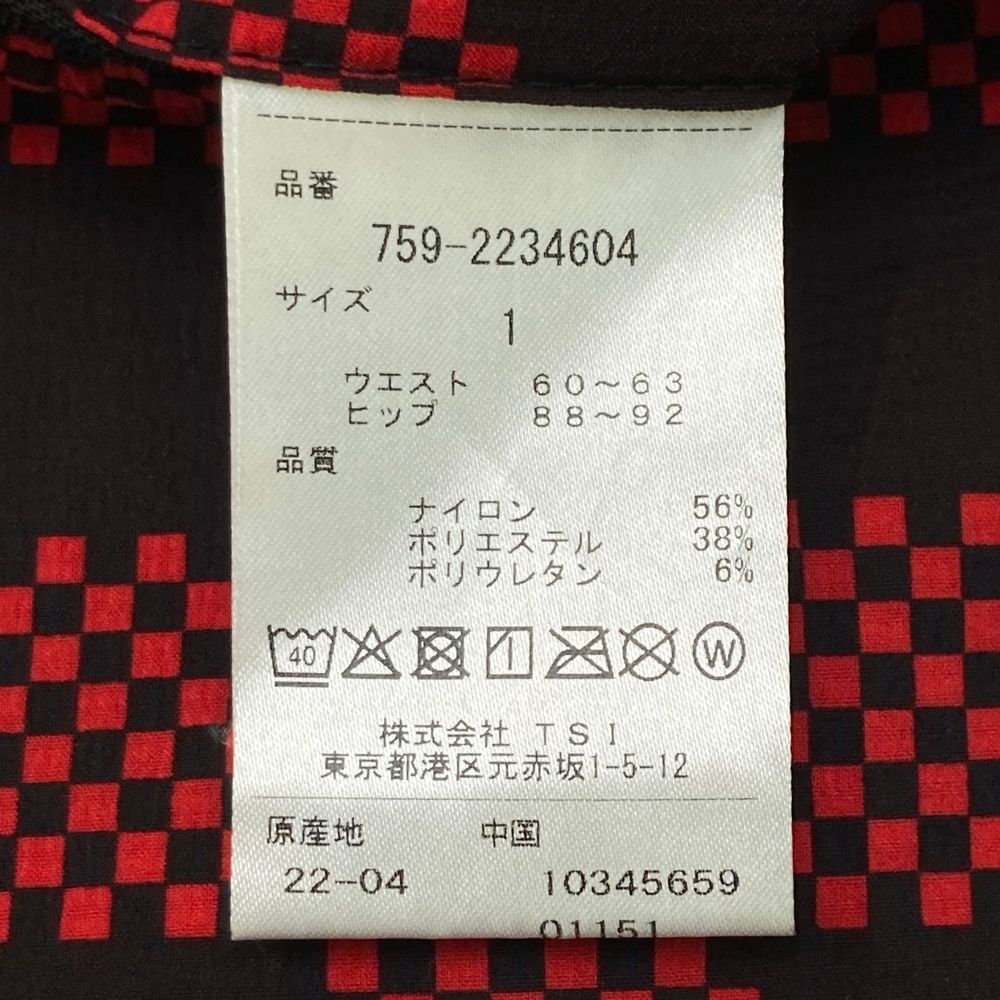 品番
759-2234604
サイズ
1
ウエスト 60～63
ヒップ 88～92
品質
ナイロン 56%
ポリエステル 38%
ポリウレタン 6%
40 W
株式会社 TSI
東京都港区元赤坂1-5-12
原産地 中国
22-04 10345659
01151